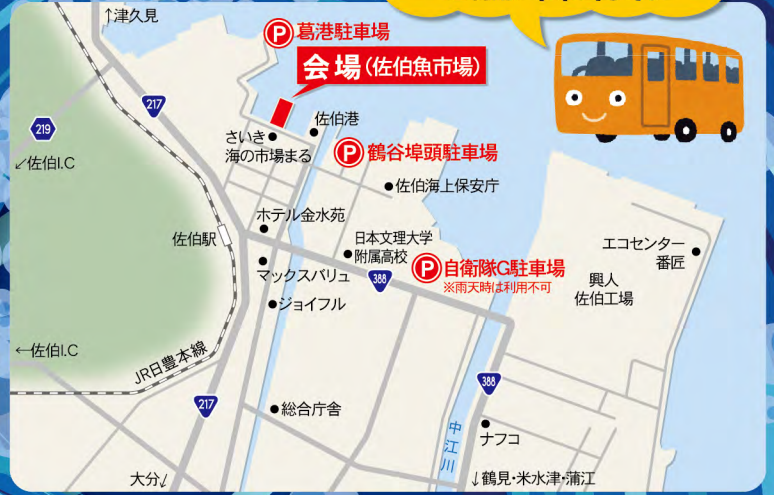 ↑津久見
P 葛港駐車場
会場(佐伯魚市場)
217
219
佐伯港
さいき
海の市場まる
P 鶴谷埠頭駐車場
↙佐伯I.C
佐伯海上保安庁
ホテル金水苑
佐伯駅
日本文理大学
附属高校
エコセンター
番匠
P 自衛隊G駐車場
※雨天時は利用不可
マックスバリュ
388
興人
佐伯工場
ジョイフル
←佐伯I.C
JR日豊本線
388
217
総合庁舎
中江川
ナフコ
大分↓
↓鶴見・米水津・蒲江